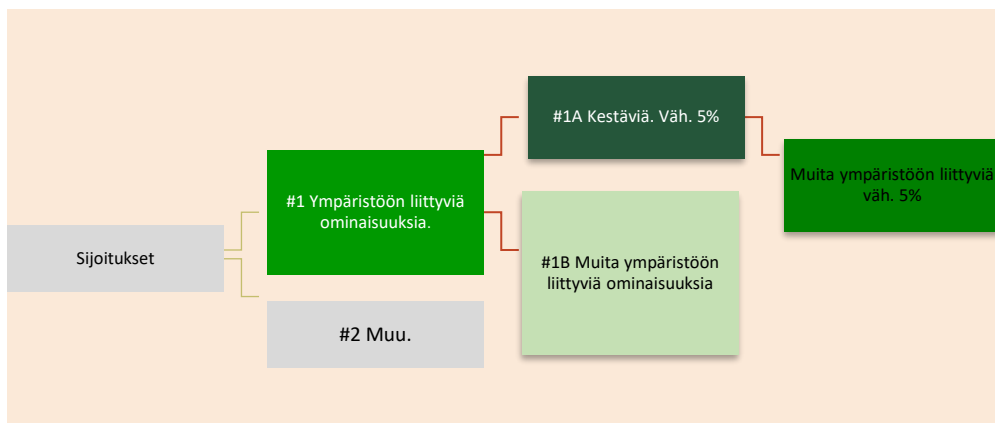 Sijoitukset
#1 Ympäristöön liittyviä
ominaisuuksia.
#2 Muu.
#1A Kestäviä. Väh. 5%
#1B Muita ympäristöön
liittyviä ominaisuuksia
Muita ympäristöön liittyviä
väh. 5%